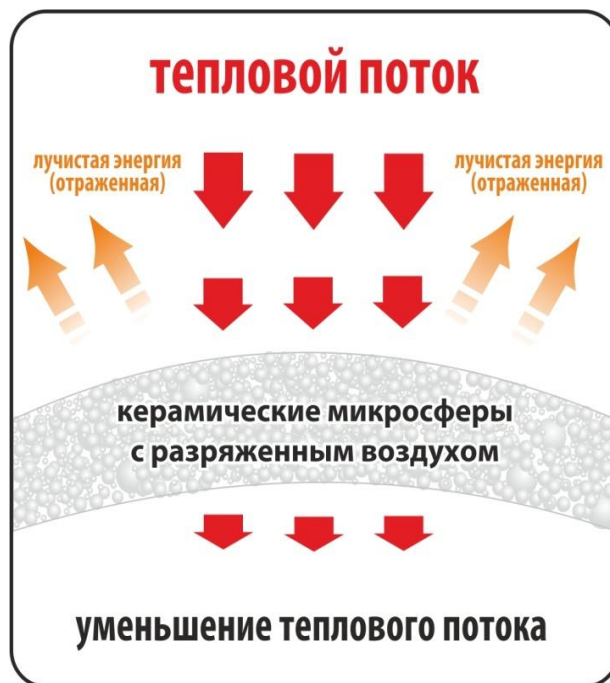 тепловой поток
лучистая энергия
(отраженная)
лучистая энергия
(отраженная)
керамические микросферы
с разряженным воздухом
уменьшение теплового потока